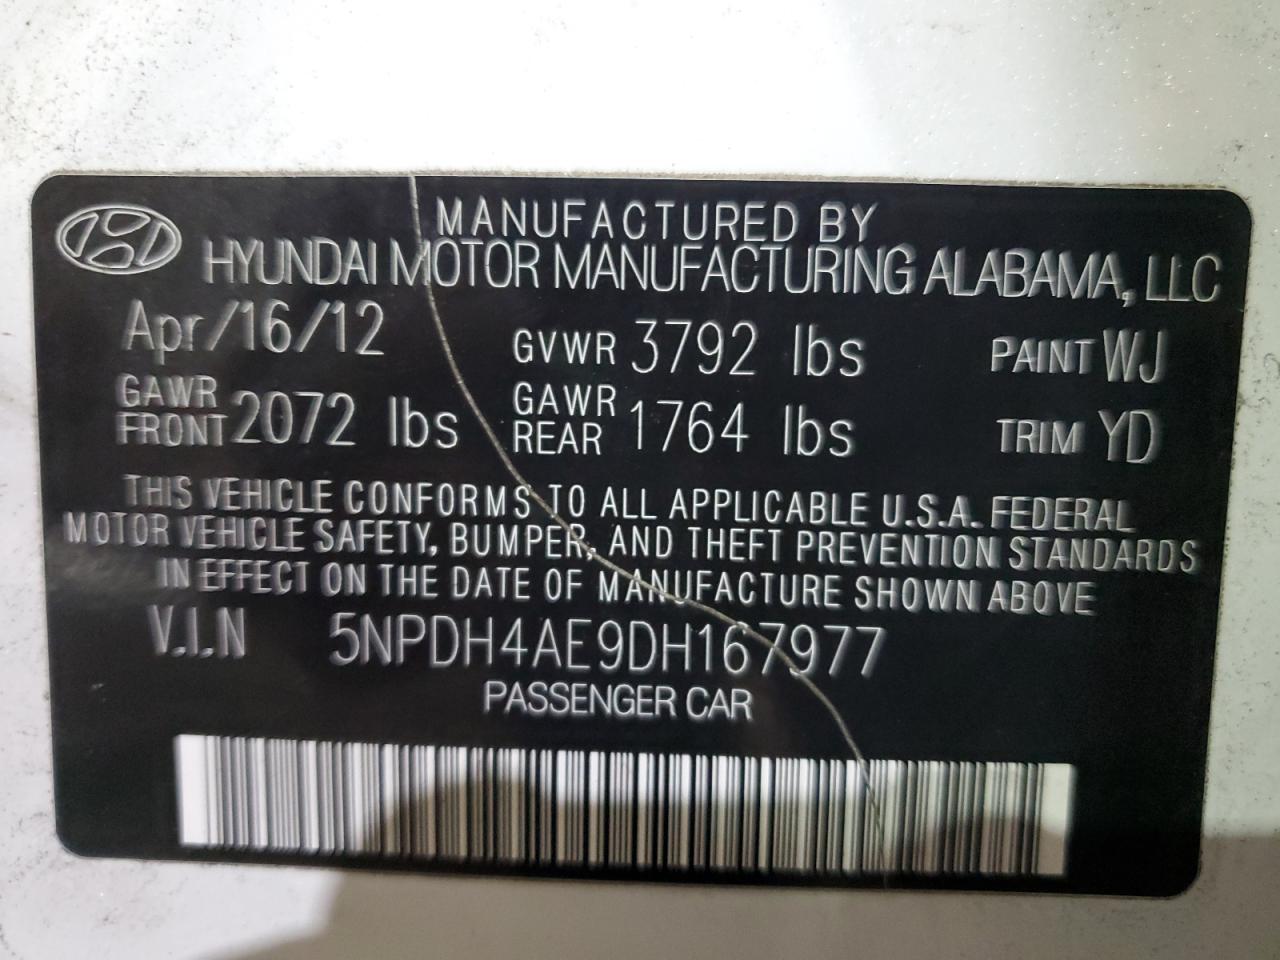 MANUFACTURED BY
HYUNDAI MOTOR MANUFACTURING ALABAMA, LLC
Apr/16/12 GVWR 3792 lbs PAINT WJ
GAWR FRONT 2072 lbs GAWR REAR 1764 lbs TRIM YD
THIS VEHICLE CONFORMS TO ALL APPLICABLE U.S.A. FEDERAL
MOTOR VEHICLE SAFETY, BUMPER, AND THEFT PREVENTION STANDARDS
IN EFFECT ON THE DATE OF MANUFACTURE SHOWN ABOVE
V.I.N 5NPDH4AE9DH167977
PASSENGER CAR